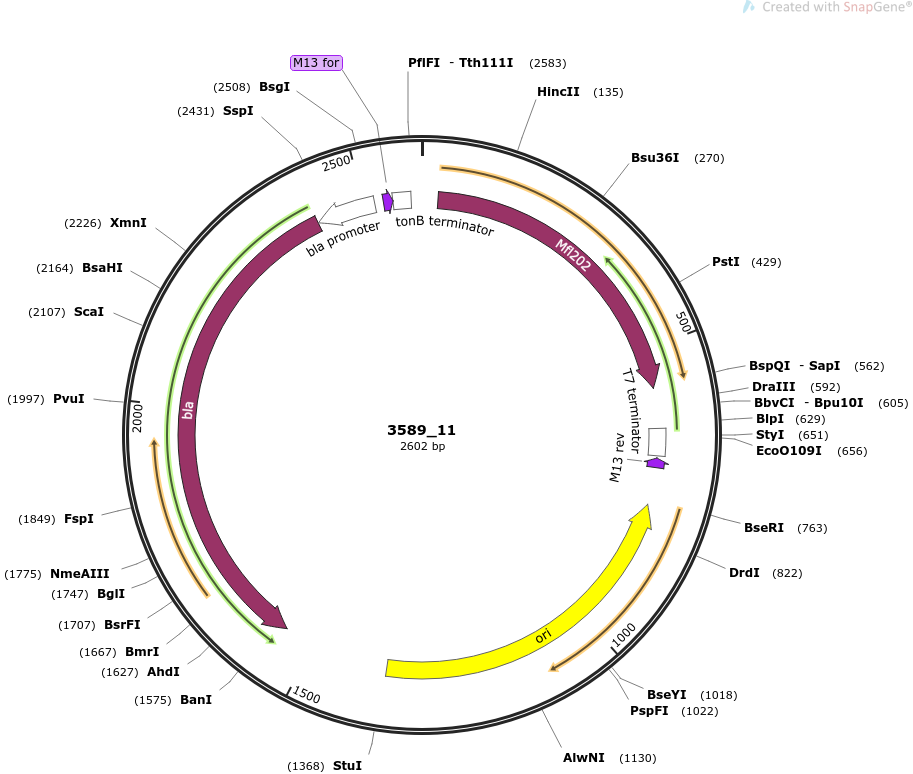 Created with SnapGene®
M13 for
PflFI - Tth111I (2583)
(2508) BsgI
HincII (135)
(2431) SspI
2500
Bsu36I (270)
bla promoter
tonB terminator
(2226) XmnI
Mfl202
PstI (429)
(2164) BsaHI
(2107) ScaI
500
BspQI - SapI (562)
DraIII (592)
(1997) PvuI
BbvCI - Bpu10I (605)
2000
bla
T7 terminator
BlpI (629)
3589_11
StyI (651)
2602 bp
EcoO109I (656)
M13 rev
(1849) FspI
BseRI (763)
(1775) NmeAIII
DrdI (822)
(1747) BglI
(1707) BsrFI
ori
1000
(1667) BmrI
(1627) AhdI
(1575) BanI
1500
BseYI (1018)
PspFI (1022)
AlwNI (1130)
(1368) StuI